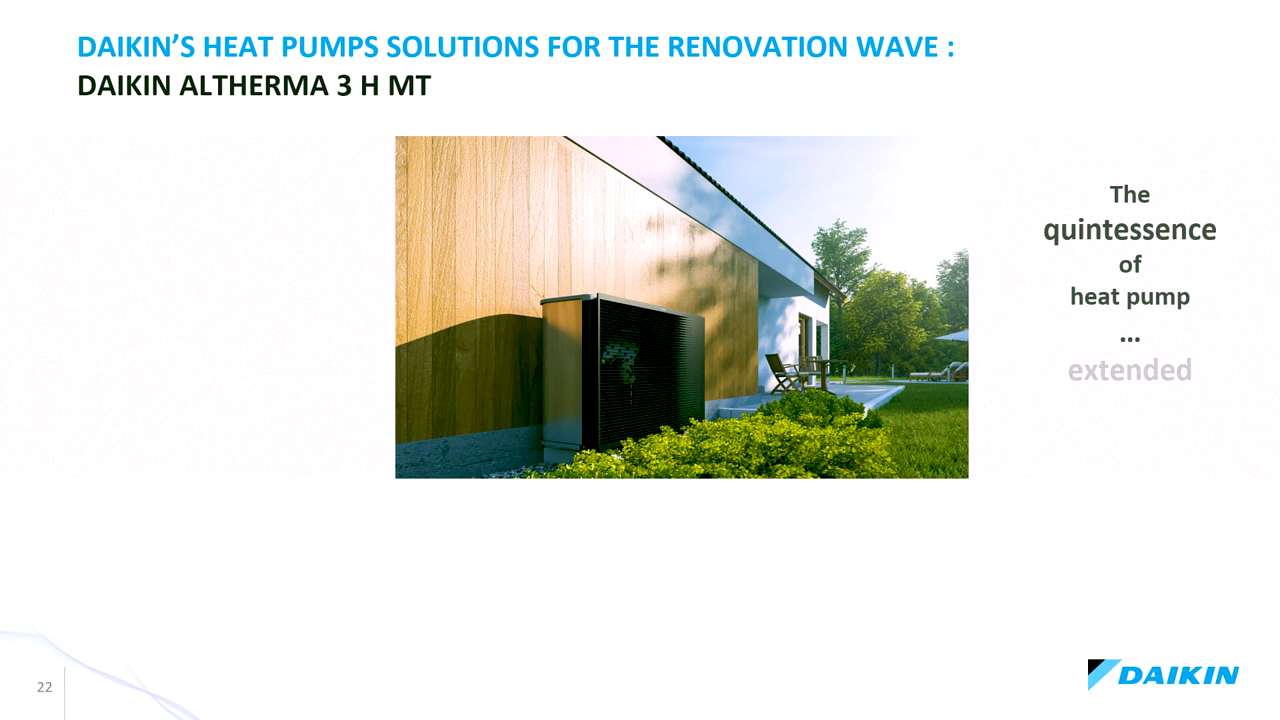 DAIKIN’S HEAT PUMPS SOLUTIONS FOR THE RENOVATION WAVE :
DAIKIN ALTHERMA 3 H MT
The
quintessence
of
heat pump
...
extended
22
DAIKIN